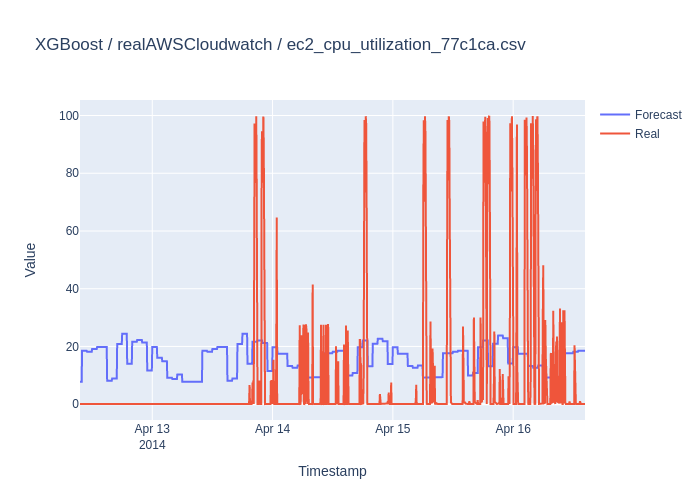 XGBoost / realAWSCloudwatch / ec2_cpu_utilization_77c1ca.csv
Forecast
Real
Value
100
80
60
40
20
0
Apr 13
2014
Apr 14
Apr 15
Apr 16
Timestamp